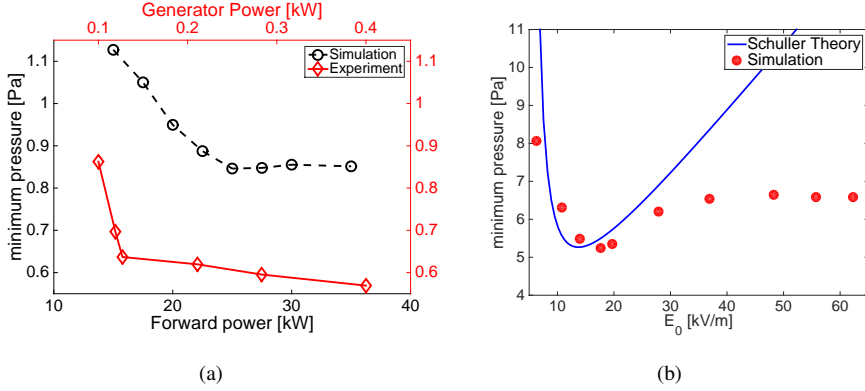 Generator Power [kW]
0.1 0.2 0.3 0.4
1.1
1
0.9
0.8
0.7
0.6
minimum pressure [Pa]
Simulation
Experiment
1.1
1
0.9
0.8
0.7
0.6
10 20 30 40
Forward power [kW]
(a)
11
10
9
8
7
6
5
4
minimum pressure [Pa]
Schuller Theory
Simulation
10 20 30 40 50 60
E0 [kV/m]
(b)